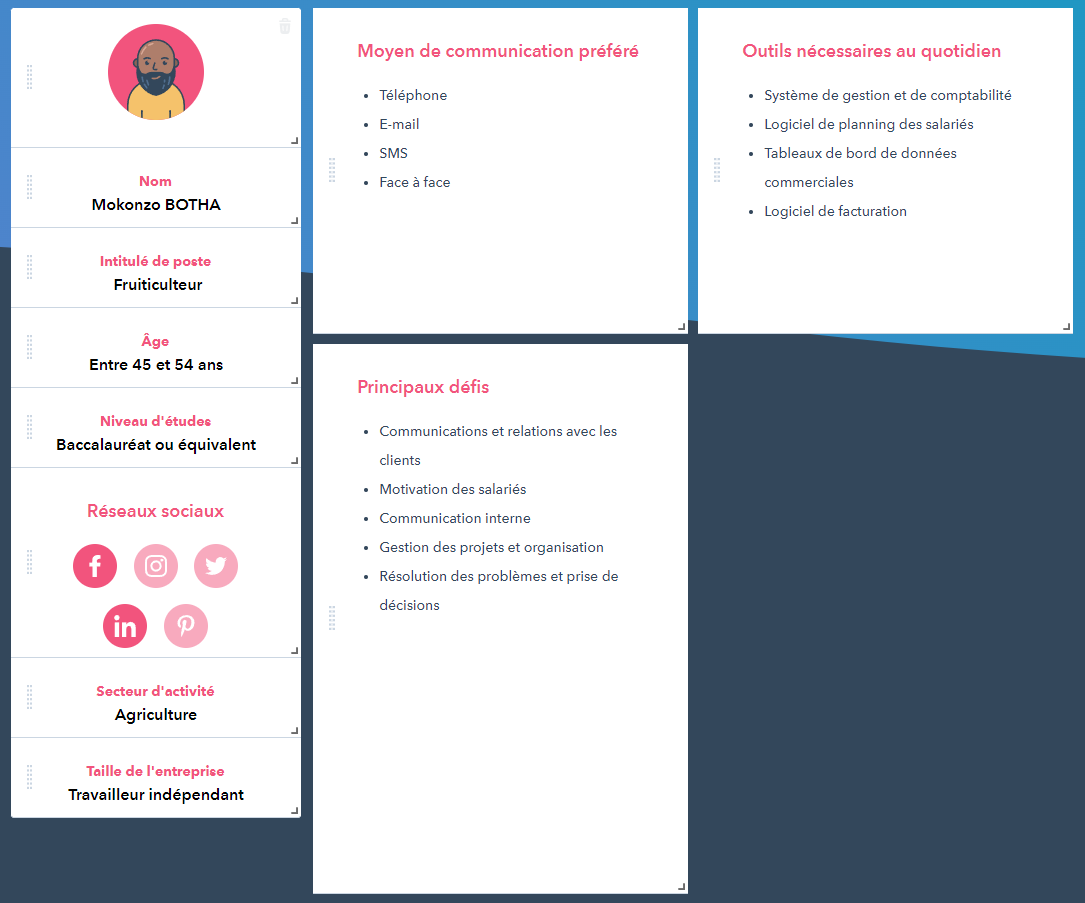 Nom
Mokonzo BOTHA
Intitulé de poste
Fruiticulteur
Âge
Entre 45 et 54 ans
Niveau d'études
Baccalauréat ou équivalent
Réseaux sociaux
Secteur d'activité
Agriculture
Taille de l'entreprise
Travailleur indépendant
Moyen de communication préféré
• Téléphone
• E-mail
• SMS
• Face à face
Principaux défis
• Communications et relations avec les
clients
• Motivation des salariés
• Communication interne
• Gestion des projets et organisation
• Résolution des problèmes et prise de
décisions
Outils nécessaires au quotidien
• Système de gestion et de comptabilité
• Logiciel de planning des salariés
• Tableaux de bord de données
commerciales
• Logiciel de facturation